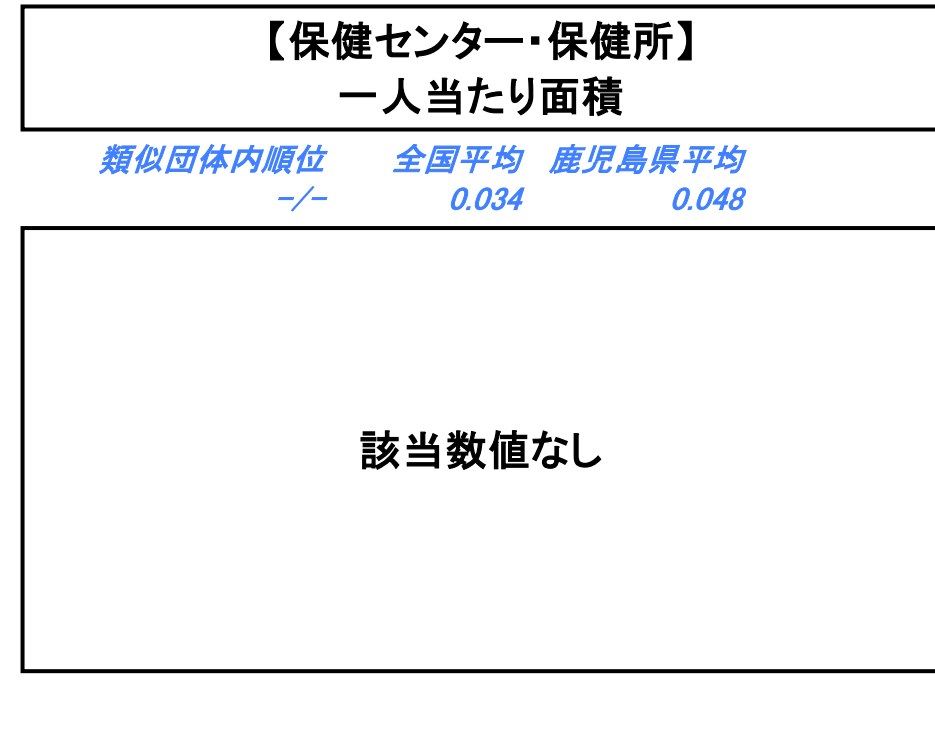 【保健センター・保健所】
一人当たり面積
類似団体内順位 全国平均 鹿児島県平均
-/- 0.034 0.048
該当数値なし